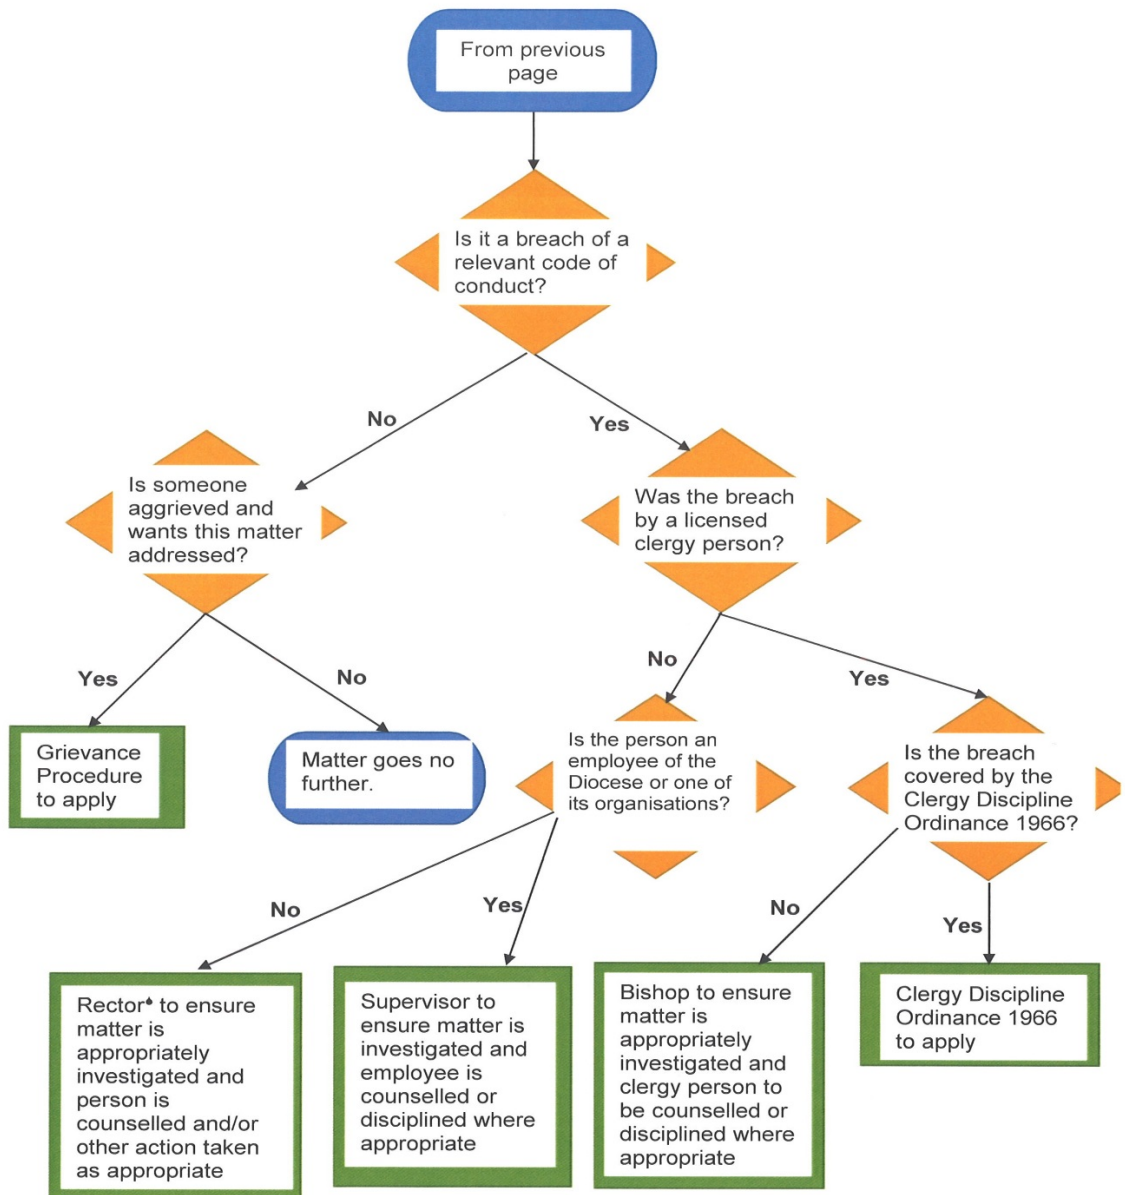 From previous
page
Is it a breach of a
relevant code of
conduct?
No
Yes
Is someone
aggrieved and
wants this matter
addressed?
Was the breach
by a licensed
clergy person?
Yes
No
No
Yes
Grievance
Procedure
to apply
Matter goes no
further.
Is the person an
employee of the
Diocese or one of
its organisations?
Is the breach
covered by the
Clergy Discipline
Ordinance 1966?
No
Yes
No
Yes
Rector♠ to ensure
matter is
appropriately
investigated and
person is
counselled and/or
other action taken
as appropriate
Supervisor to
ensure matter is
investigated and
employee is
counselled or
disciplined where
appropriate
Bishop to ensure
matter is
appropriately
investigated and
clergy person to
be counselled or
disciplined where
appropriate
Clergy Discipline
Ordinance 1966
to apply